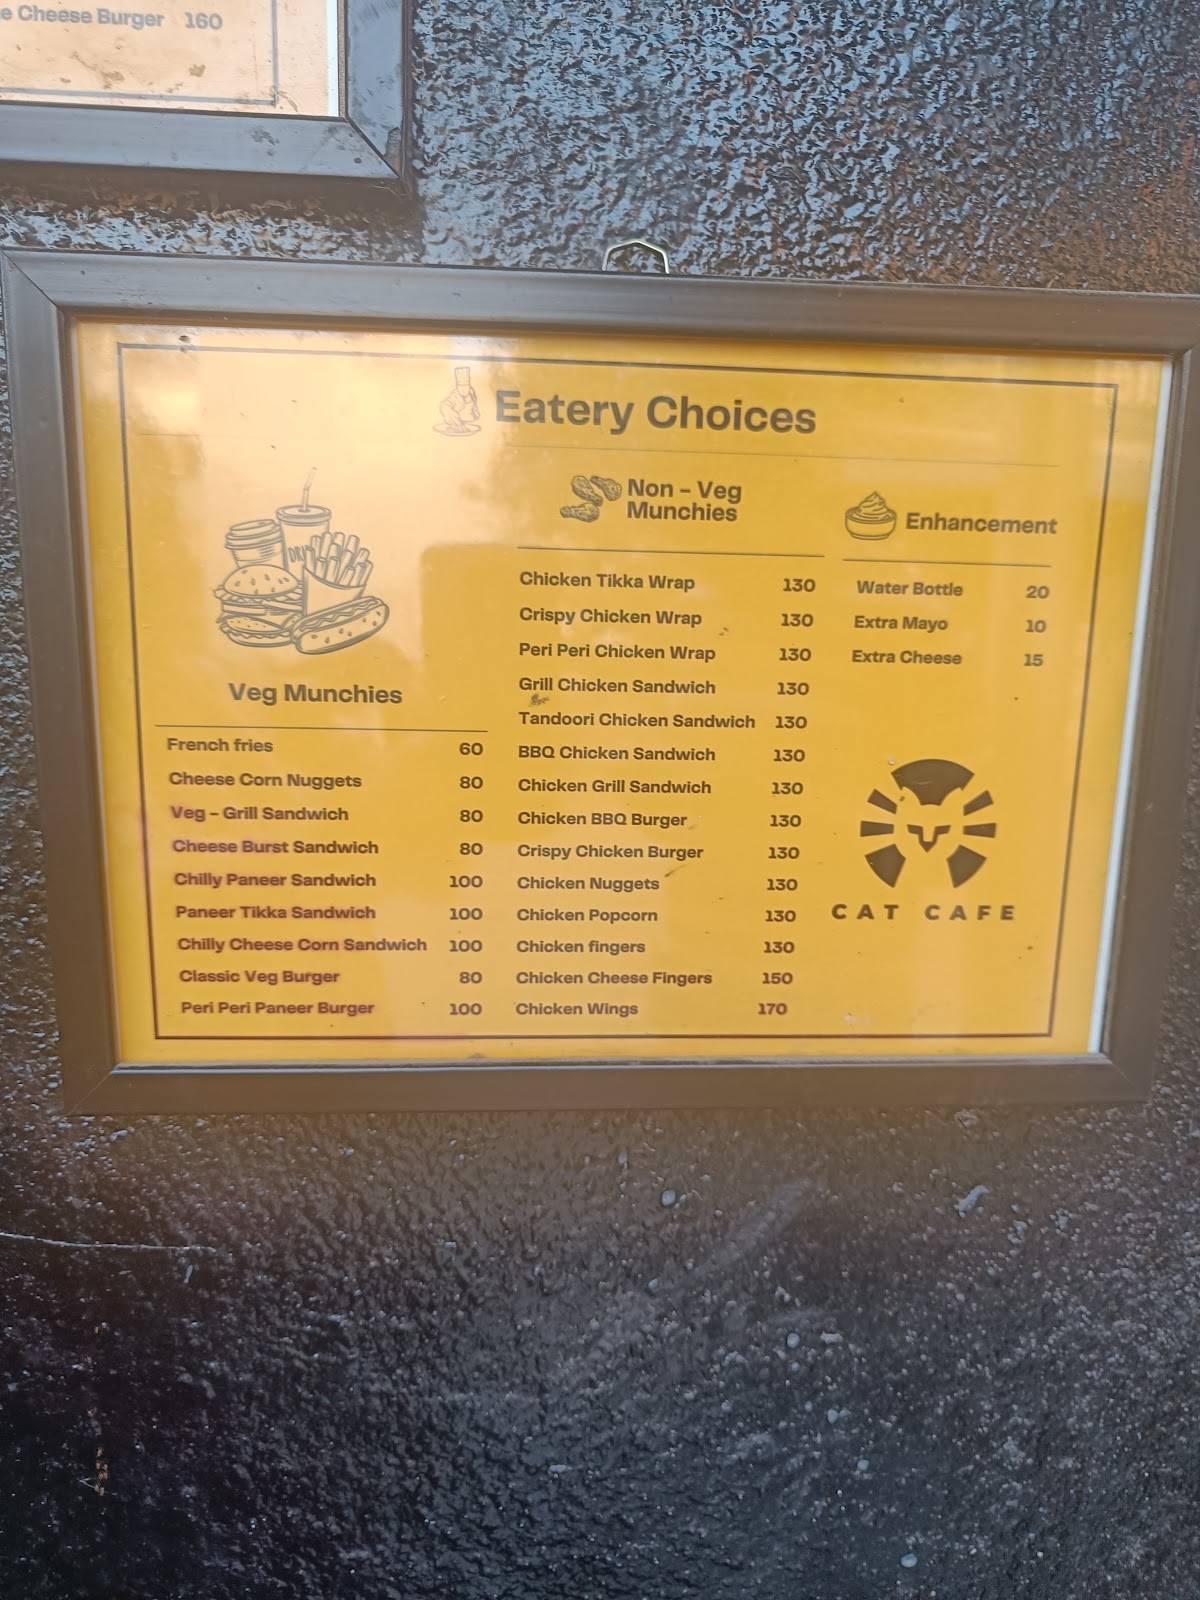 e Cheese Burger 160
Eatery Choices
Veg Munchies
French fries 60
Cheese Corn Nuggets 80
Veg - Grill Sandwich 80
Cheese Burst Sandwich 80
Chilly Paneer Sandwich 100
Paneer Tikka Sandwich 100
Chilly Cheese Corn Sandwich 100
Classic Veg Burger 80
Peri Peri Paneer Burger 100
Non - Veg
Munchies
Chicken Tikka Wrap 130
Crispy Chicken Wrap 130
Peri Peri Chicken Wrap 130
Grill Chicken Sandwich 130
Tandoori Chicken Sandwich 130
BBQ Chicken Sandwich 130
Chicken Grill Sandwich 130
Chicken BBQ Burger 130
Crispy Chicken Burger 130
Chicken Nuggets 130
Chicken Popcorn 130
Chicken fingers 130
Chicken Cheese Fingers 150
Chicken Wings 170
Enhancement
Water Bottle 20
Extra Mayo 10
Extra Cheese 15
CAT CAFE